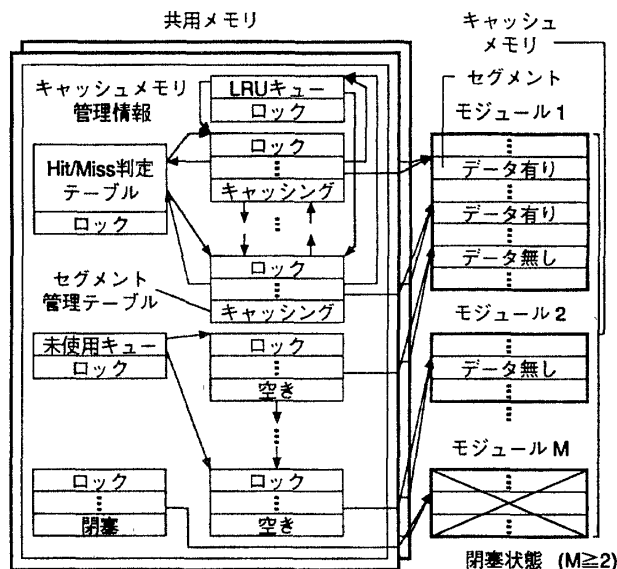 共用メモリ
キャッシュ
メモリ
キャッシュメモリ
管理情報
LRUキュー
ロック
セグメント
モジュール 1
Hit/Miss判定
テーブル
ロック
ロック
キャッシング
データ有り
データ有り
データ無し
セグメント
管理テーブル
ロック
キャッシング
モジュール 2
データ無し
未使用キュー
ロック
ロック
空き
モジュール M
ロック
閉塞
ロック
空き
閉塞状態 (M≧2)